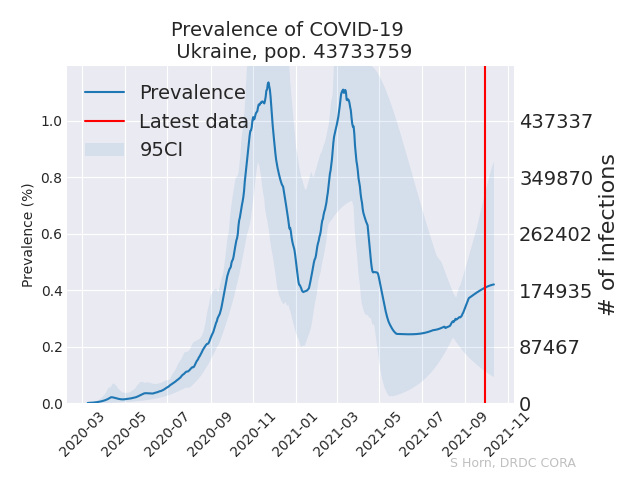 Prevalence of COVID-19
Ukraine, pop. 43733759
Prevalence
Latest data
95CI
Prevalence (%)
1.0
0.8
0.6
0.4
0.2
0.0
437337
349870
262402
174935
87467
0
# of infections
2020-03
2020-05
2020-07
2020-09
2020-11
2021-01
2021-03
2021-05
2021-07
2021-09
2021-11
S Horn, DRDC CORA